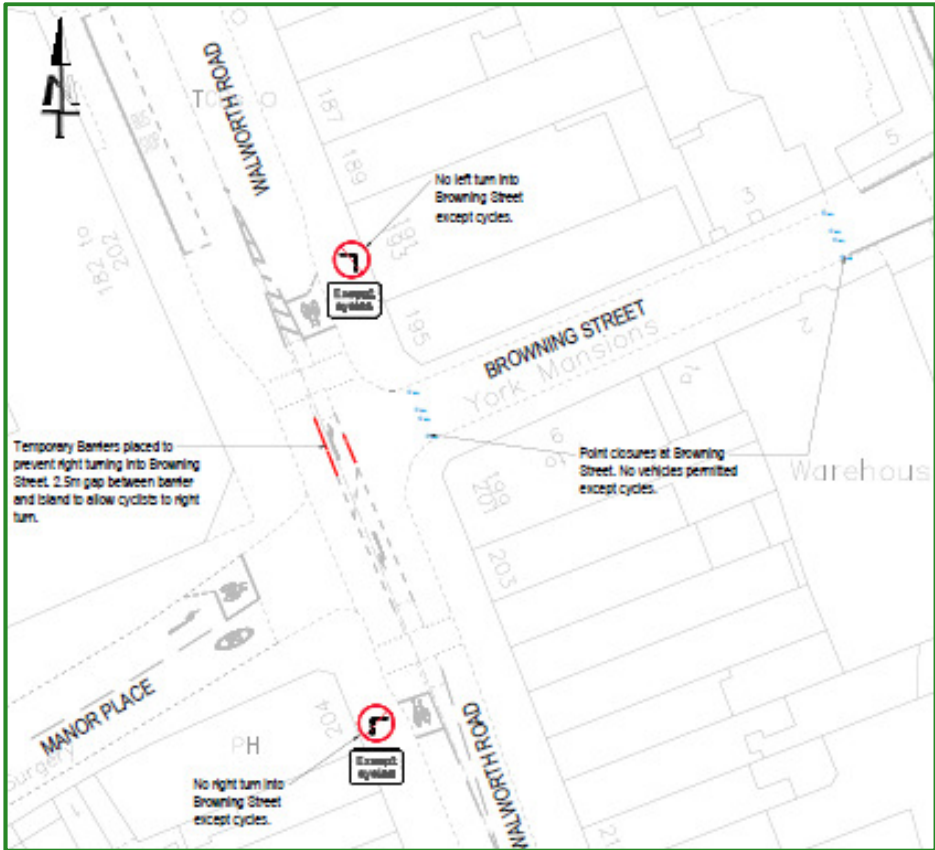 WALWORTH ROAD
187
189
No left turn into
Browning Street
except cycles.
3
5
182 to
202
193
Except
cycles
195
BROWNING STREET
York Mansions
2
Temporary Barriers placed to
prevent right turning into Browning
Street. 2.5m gap between barrier
and island to allow cyclists to right
turn.
Point closures at Browning
Street. No vehicles permitted
except cycles.
Warehous
199
201
203
MANOR PLACE
204
PH
Surgery
1
Except
cycles
WALWORTH ROAD
No right turn into
Browning Street
except cycles.
21